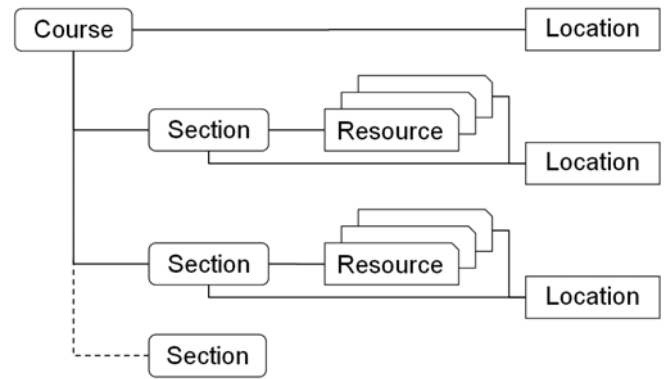 Course
Location
Section
Resource
Location
Section
Resource
Location
Section